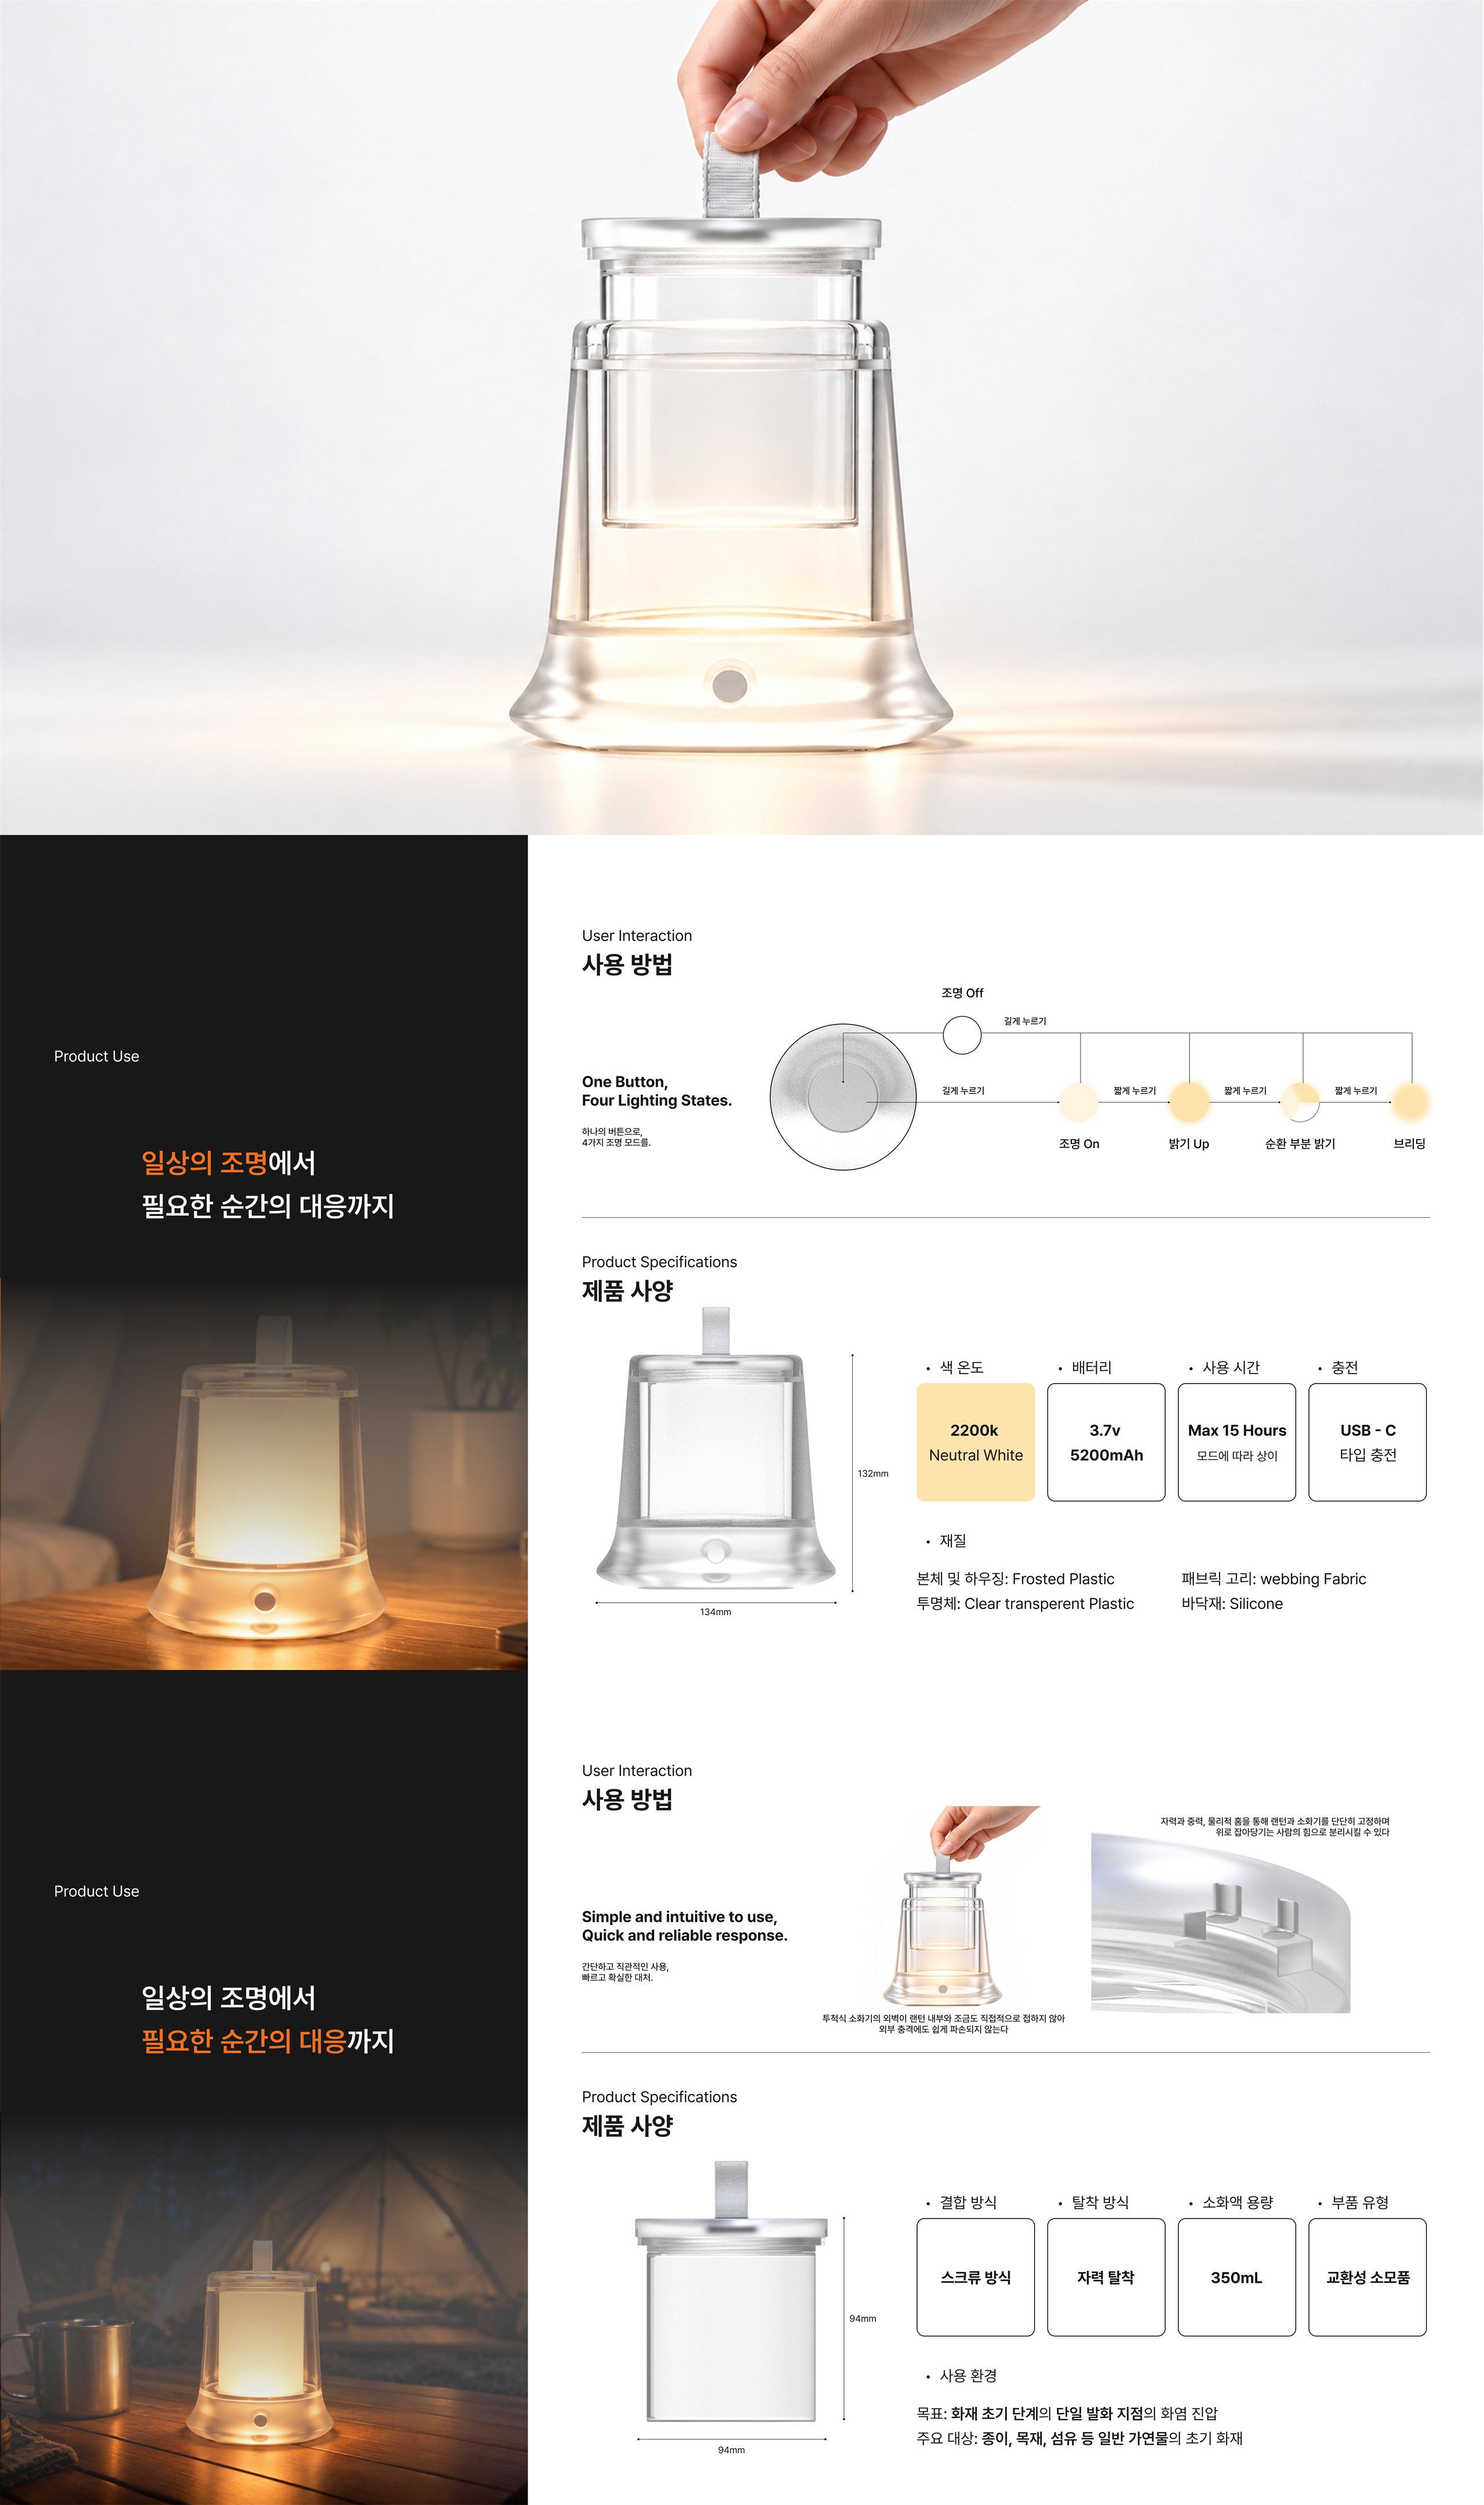 Product Use
일상의 조명에서
필요한 순간의 대응까지
User Interaction
사용 방법
One Button,
Four Lighting States.
하나의 버튼으로,
4가지 조명 모드를.
조명 Off
길게 누르기
길게 누르기
짧게 누르기
짧게 누르기
짧게 누르기
조명 On
밝기 Up
순환 부분 밝기
브리딩
Product Specifications
제품 사양
132mm
134mm
• 색 온도
2200k
Neutral White
• 배터리
3.7v
5200mAh
• 사용 시간
Max 15 Hours
모드에 따라 상이
• 충전
USB - C
타입 충전
• 재질
본체 및 하우징: Frosted Plastic
투명체: Clear transperent Plastic
패브릭 고리: webbing Fabric
바닥재: Silicone
Product Use
일상의 조명에서
필요한 순간의 대응까지
User Interaction
사용 방법
Simple and intuitive to use,
Quick and reliable response.
간단하고 직관적인 사용,
빠르고 확실한 대처.
투척식 소화기의 외벽이 랜턴 내부와 조금도 직접적으로 접하지 않아
외부 충격에도 쉽게 파손되지 않는다
자력과 중력, 물리적 홈을 통해 랜턴과 소화기를 단단히 고정하며
위로 잡아당기는 사람의 힘으로 분리시킬 수 있다
Product Specifications
제품 사양
94mm
94mm
• 결합 방식
스크류 방식
• 탈착 방식
자력 탈착
• 소화액 용량
350mL
• 부품 유형
교환성 소모품
• 사용 환경
목표: 화재 초기 단계의 단일 발화 지점의 화염 진압
주요 대상: 종이, 목재, 섬유 등 일반 가연물의 초기 화재